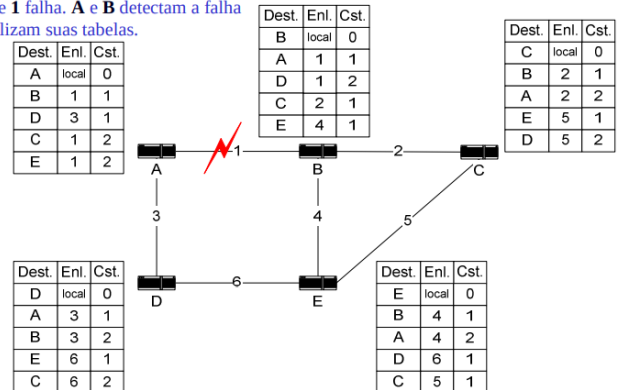 e 1 falha. A e B detectam a falha
lizam suas tabelas.
Dest. Enl. Cst.
A local 0
B 1 1
D 3 1
C 1 2
E 1 2
Dest. Enl. Cst.
B local 0
A 1 1
D 1 2
C 2 1
E 4 1
Dest. Enl. Cst.
C local 0
B 2 1
A 2 2
E 5 1
D 5 2
1
2
A
B
C
3
4
5
6
D
E
Dest. Enl. Cst.
D local 0
A 3 1
B 3 2
E 6 1
C 6 2
Dest. Enl. Cst.
E local 0
B 4 1
A 4 2
D 6 1
C 5 1